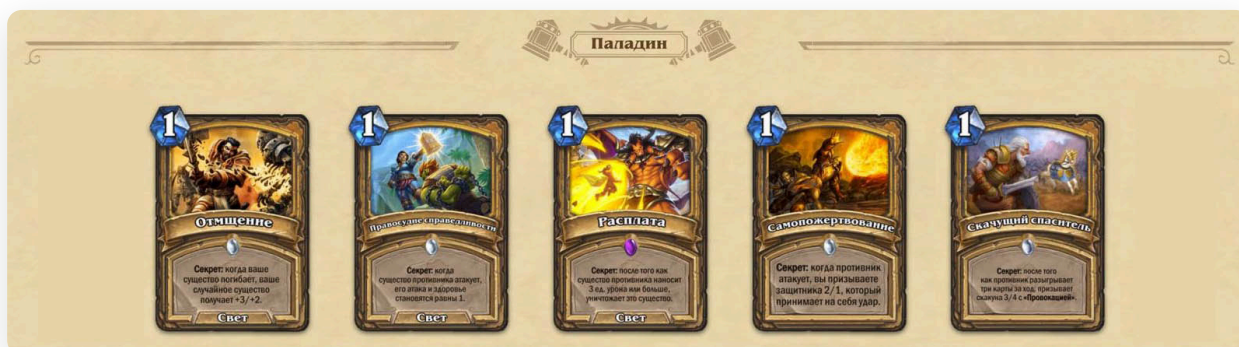 Паладин
1
Отмщение
Секрет: когда ваше
существо погибает, ваше
случайное существо
получает +3/+2.
Свет
1
Правосудие справедливости
Секрет: когда
существо противника атакует,
его атака и здоровье
становятся равны 1.
Свет
1
Расплата
Секрет: после того как
существо противника наносит
3 ед. урона или больше,
уничтожает это существо.
Свет
1
Самопожертвование
Секрет: когда противник
атакует, вы призываете
защитника 2/1, который
принимает на себя удар.
1
Скачущий спаситель
Секрет: после того
как противник разыгрывает
три карты за ход, призывает
скакуна 3/4 с «Провокацией».